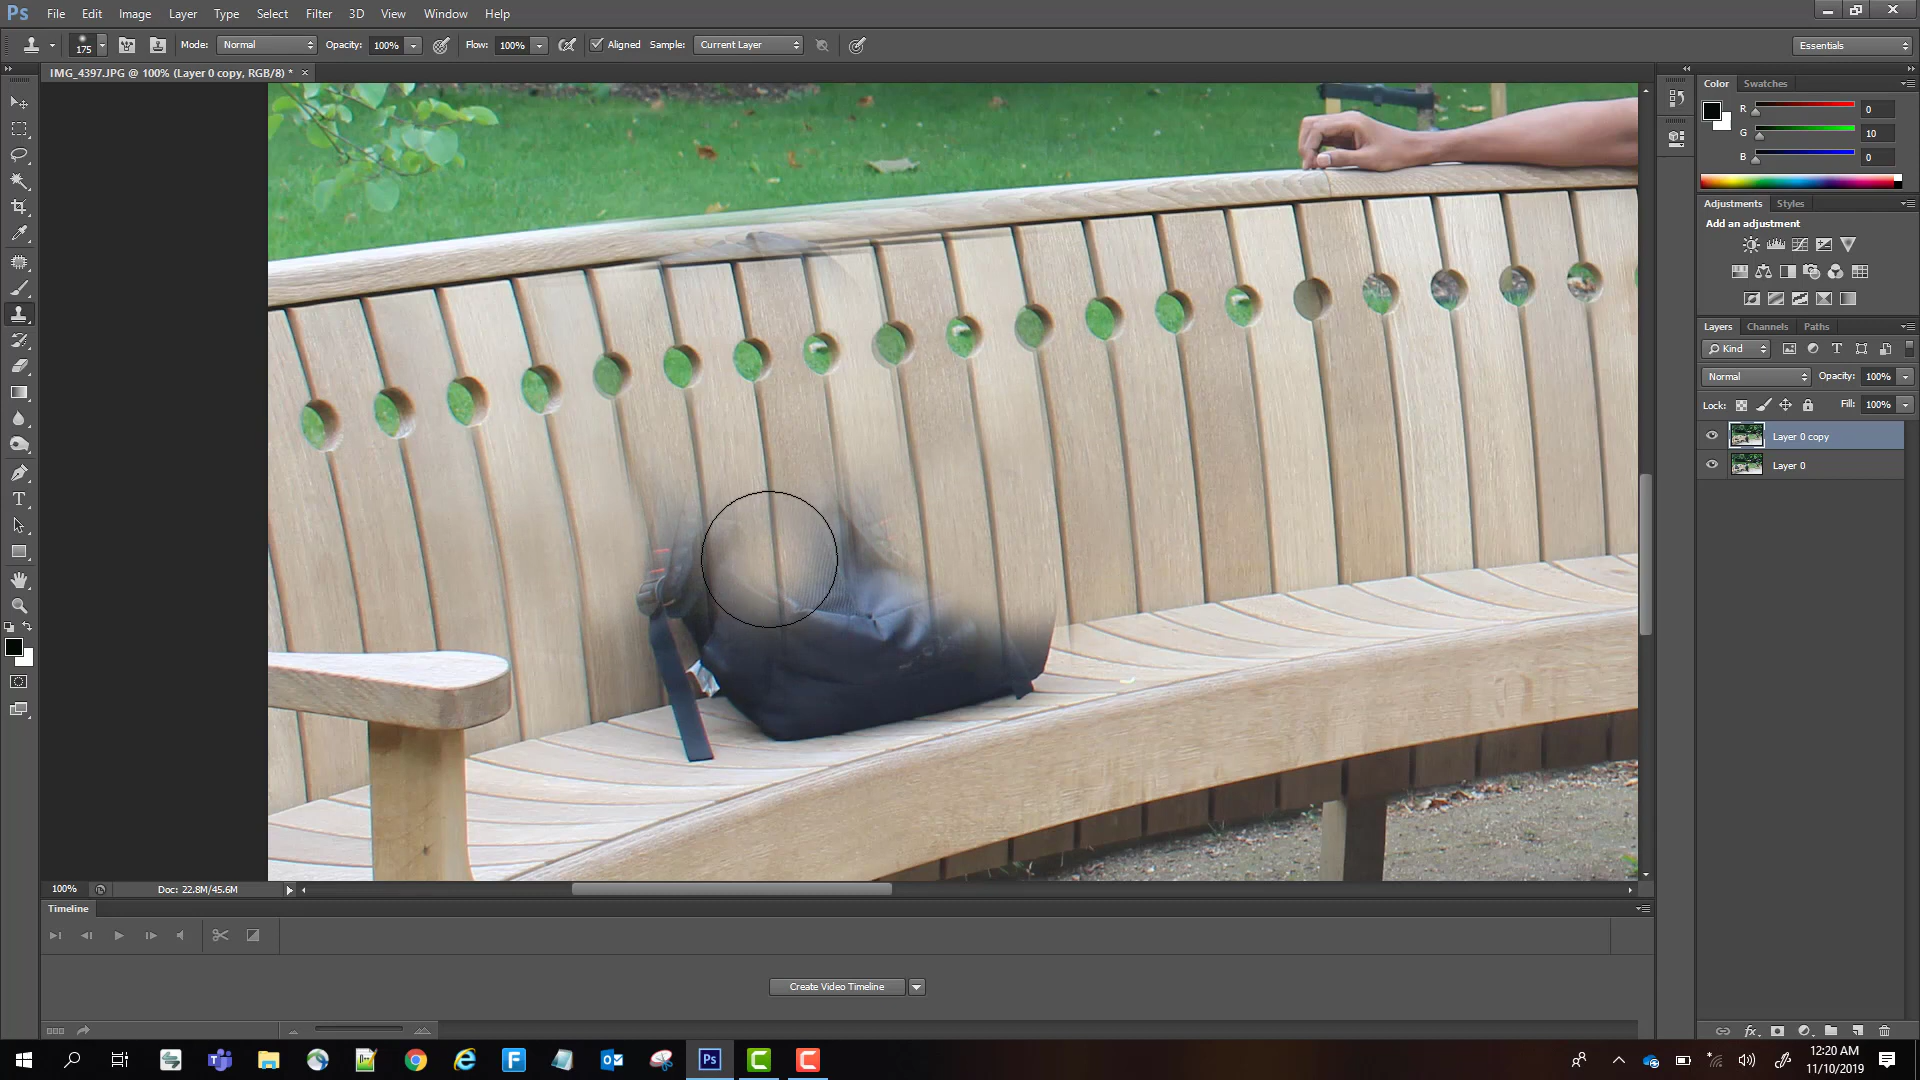 Ps File Edit Image Layer Type Select Filter 3D View Window Help
175 Mode: Normal Opacity: 100% Flow: 100% Aligned Sample: Current Layer Essentials
IMG_4397.JPG @ 100% (Layer 0 copy, RGB/8) * ×
Color Swatches
R 0
G 10
B 0
Adjustments Styles
Add an adjustment
Layers Channels Paths
Kind T
Normal Opacity: 100%
Lock: Fill: 100%
Layer 0 copy
Layer 0
T
100% Doc: 22.8M/45.6M
Timeline
Create Video Timeline
fx
Ps
12:20 AM
11/10/2019